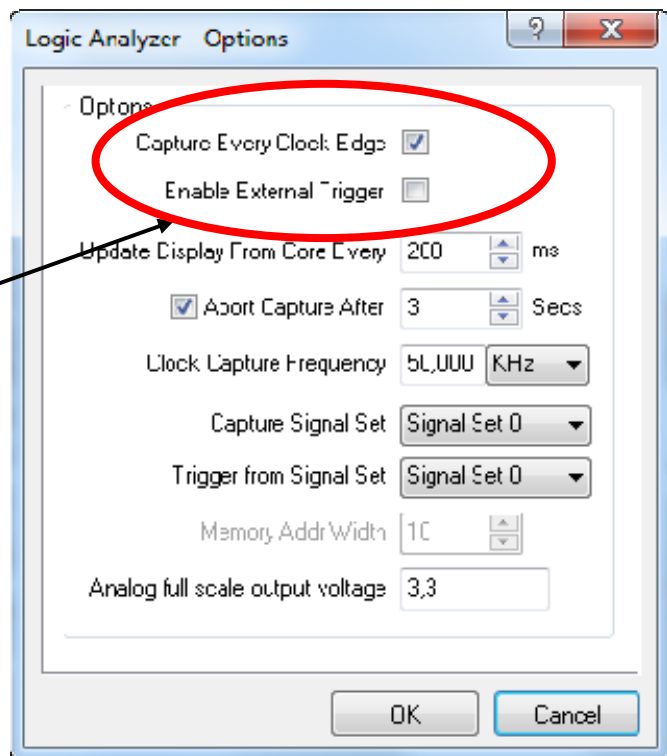 Logic Analyzer Options
Options
Capture Every Clock Edge
Enable External Trigger
Update Display From Core Every 200 ms
Abort Capture After 3 Secs
Clock Capture Frequency 50,000 KHz
Capture Signal Set Signal Set 0
Trigger from Signal Set Signal Set 0
Memory Addr Width 10
Analog full scale output voltage 3,3
OK Cancel